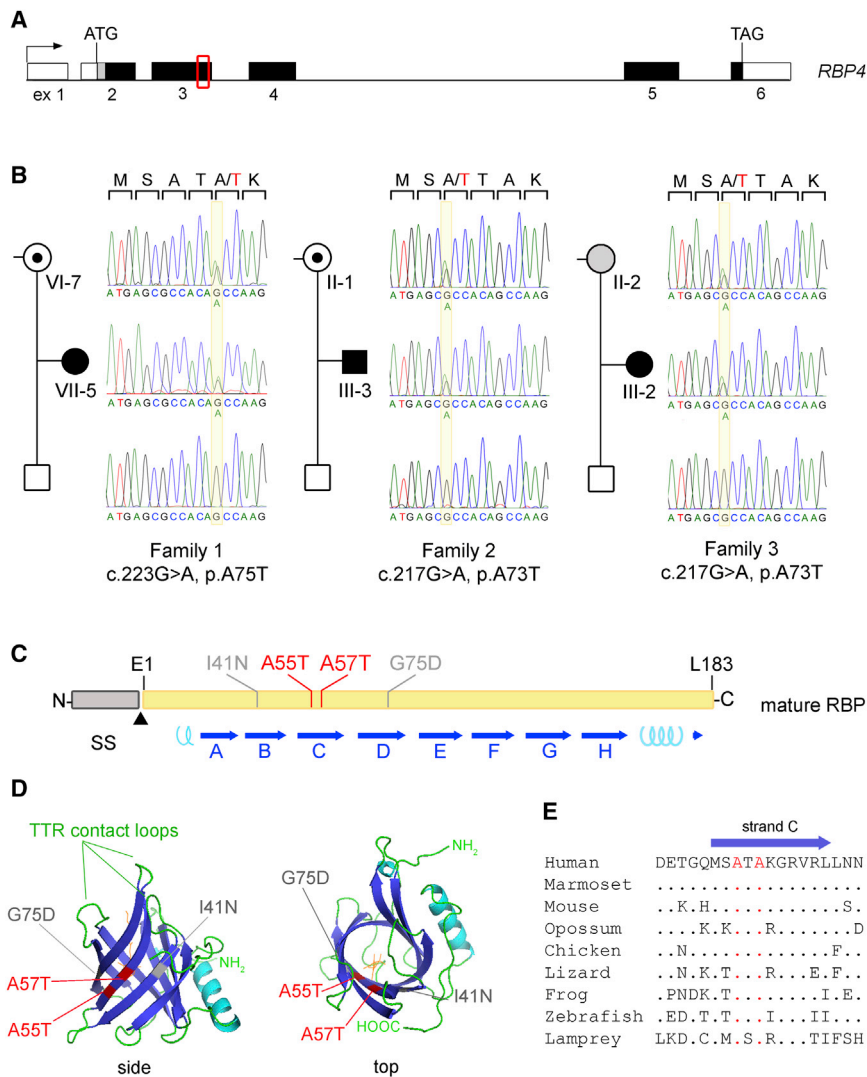 A
ATG
TAG
RBP4
ex 1
2
3
4
5
6
B
M S A T A/T K
M S A/T T A K
M S A/T T A K
VI-7
II-1
II-2
ATGAGCGCCACAGCCAAG
A
ATGAGCGCCACAGCCAAG
A
ATGAGCGCCACAGCCAAG
A
VII-5
III-3
III-2
ATGAGCGCCACAGCCAAG
A
ATGAGCGCCACAGCCAAG
A
ATGAGCGCCACAGCCAAG
A
ATGAGCGCCACAGCCAAG
ATGAGCGCCACAGCCAAG
ATGAGCGCCACAGCCAAG
Family 1
c.223G>A, p.A75T
Family 2
c.217G>A, p.A73T
Family 3
c.217G>A, p.A73T
C
E1
I41N
A55T
A57T
G75D
L183
N-
-C
mature RBP
SS
A B C D E F G H
D
TTR contact loops
G75D
I41N
NH2
A57T
A55T
side
NH2
G75D
A55T
I41N
A57T
HOOC
top
E
strand C
Human DETGQMSATAKGRVRLLNN
Marmoset ...................
Mouse ..K.H............S.
Opossum ...K.K...R.......D
Chicken ..N..............F..
Lizard ..N.K.T...R...E.F..
Frog .PNDK.T.........I.E.
Zebrafish .ED.T.T...I...II...
Lamprey LKD.C.M.S.R...TIFSH